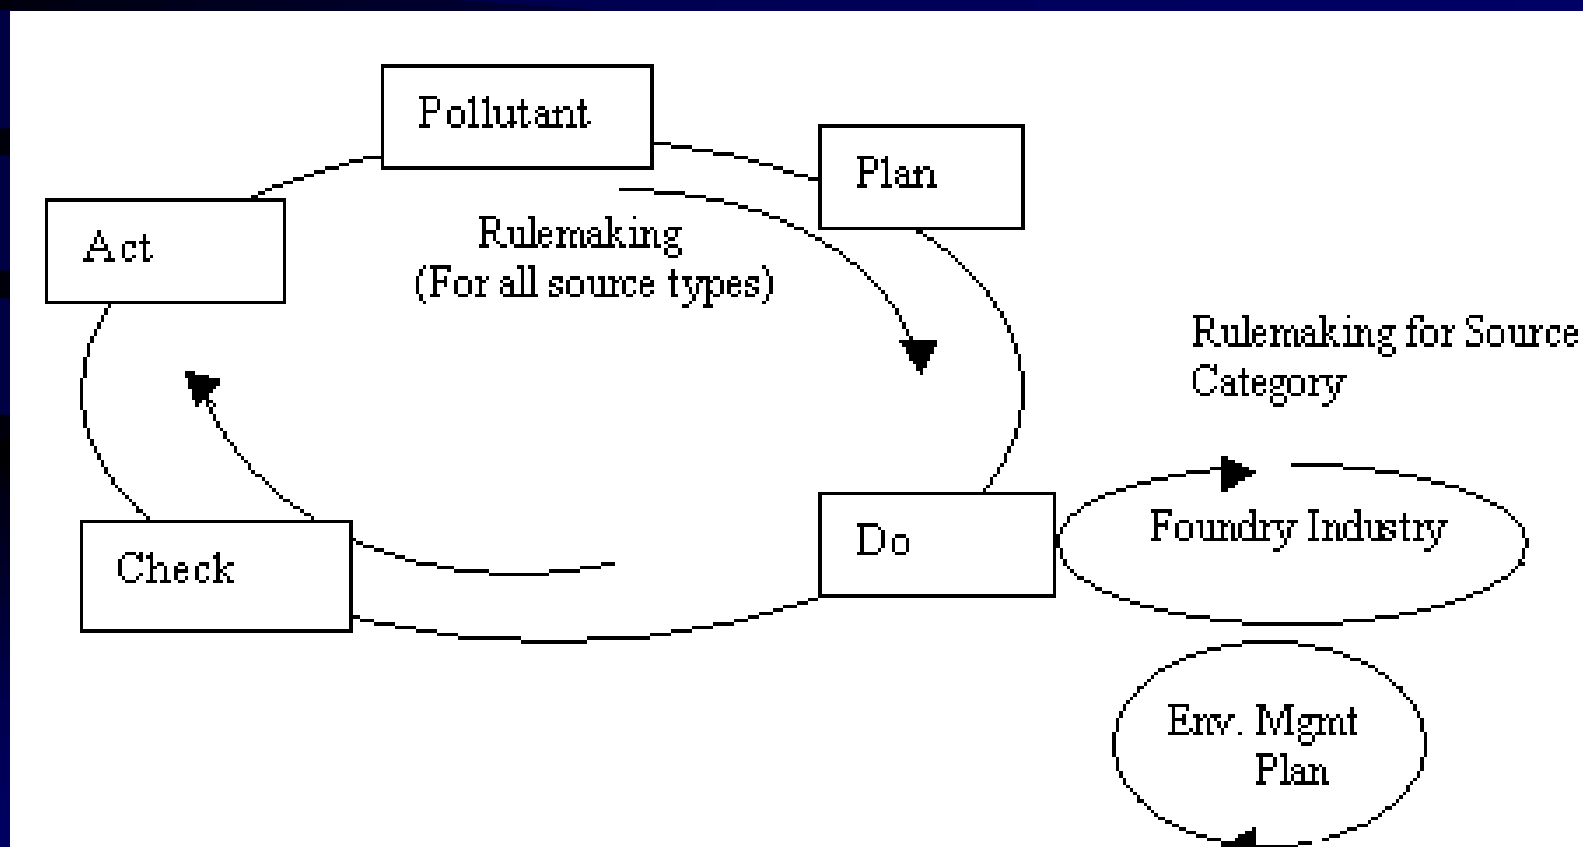 Pollutant
Plan
Act
Rulemaking
(For all source types)
Rulemaking for Source
Category
Do
Foundry Industry
Check
Env. Mgmt
Plan